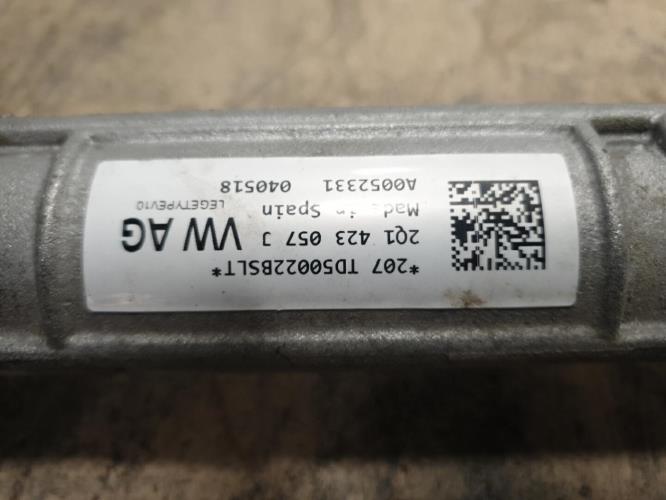 *207 TD50022BSLT*
2Q1 423 057 J VW AG
Made in Spain
LEGETYPEV10
A0052331 040518